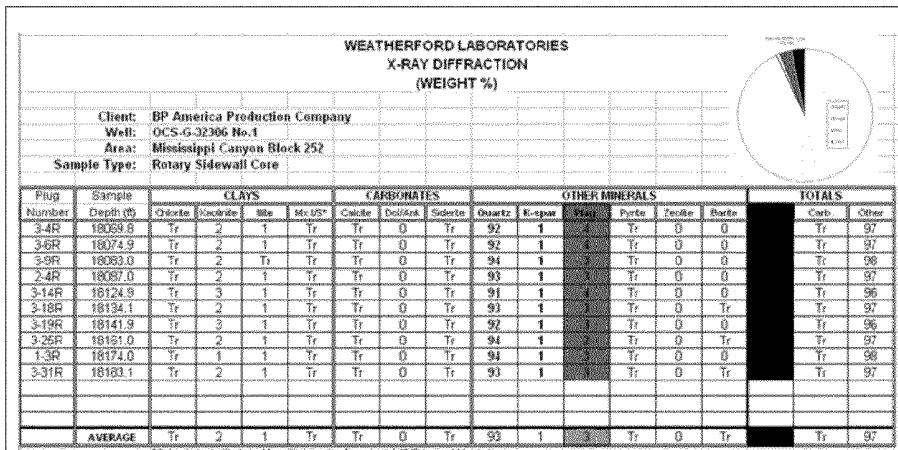 WEATHERFORD LABORATORIES
X-RAY DIFFRACTION
(WEIGHT %)
Client: BP America Production Company
Well: OCS-G-32306 No.1
Area: Mississippi Canyon Block 252
Sample Type: Rotary Sidewall Core
Plug Sample CLAYS CARBONATES OTHER MINERALS TOTALS
Number Depth (ft) Chlorite Kaolinite Illite Mx I/S* Calcite Dol/Ank Siderite Quartz K-spar Plag Pyrite Zeolite Barite Carb. Other
3-4R 18069.8 Tr 2 1 Tr Tr 0 Tr 92 1 4 Tr 0 0 Tr 97
3-6R 18074.9 Tr 2 1 Tr Tr 0 Tr 92 1 4 Tr 0 0 Tr 97
3-9R 18083.0 Tr 2 Tr Tr Tr 0 Tr 94 1 3 Tr 0 0 Tr 98
2-4R 18087.0 Tr 2 1 Tr Tr 0 Tr 93 1 3 Tr 0 0 Tr 97
3-14R 18124.9 Tr 3 1 Tr Tr 0 Tr 91 1 4 Tr 0 0 Tr 96
3-18R 18134.1 Tr 2 1 Tr Tr 0 Tr 93 1 3 Tr 0 Tr Tr 97
3-19R 18141.9 Tr 3 1 Tr Tr 0 Tr 92 1 3 Tr 0 0 Tr 96
3-25R 18161.0 Tr 2 1 Tr Tr 0 Tr 94 1 2 Tr 0 Tr Tr 97
1-3R 18174.0 Tr 1 1 Tr Tr 0 Tr 94 1 3 Tr 0 0 Tr 98
3-31R 18183.1 Tr 2 1 Tr Tr 0 Tr 93 1 3 Tr 0 Tr Tr 97
AVERAGE Tr 2 1 Tr Tr 0 Tr 93 1 3 Tr 0 Tr Tr 97